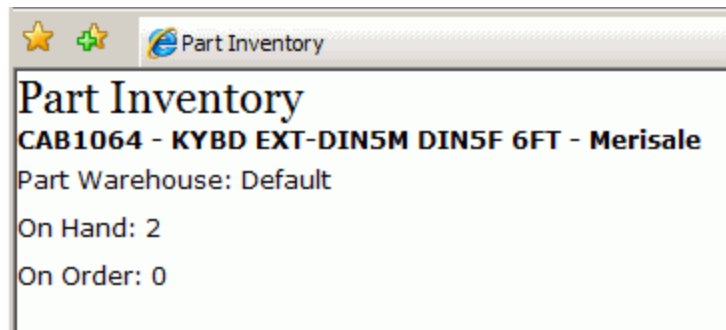 Part Inventory
Part Inventory
CAB1064 - KYBD EXT-DIN5M DIN5F 6FT - Merisale
Part Warehouse: Default
On Hand: 2
On Order: 0